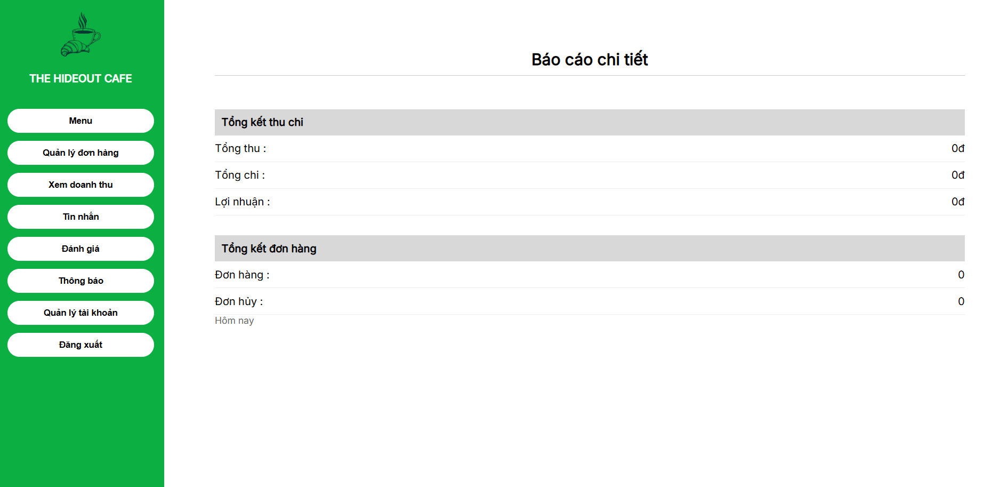 THE HIDEOUT CAFE
Menu
Quản lý đơn hàng
Xem doanh thu
Tin nhắn
Đánh giá
Thông báo
Quản lý tài khoản
Đăng xuất
Báo cáo chi tiết
Tổng kết thu chi
Tổng thu : 0đ
Tổng chi : 0đ
Lợi nhuận : 0đ
Tổng kết đơn hàng
Đơn hàng : 0
Đơn hủy : 0
Hôm nay